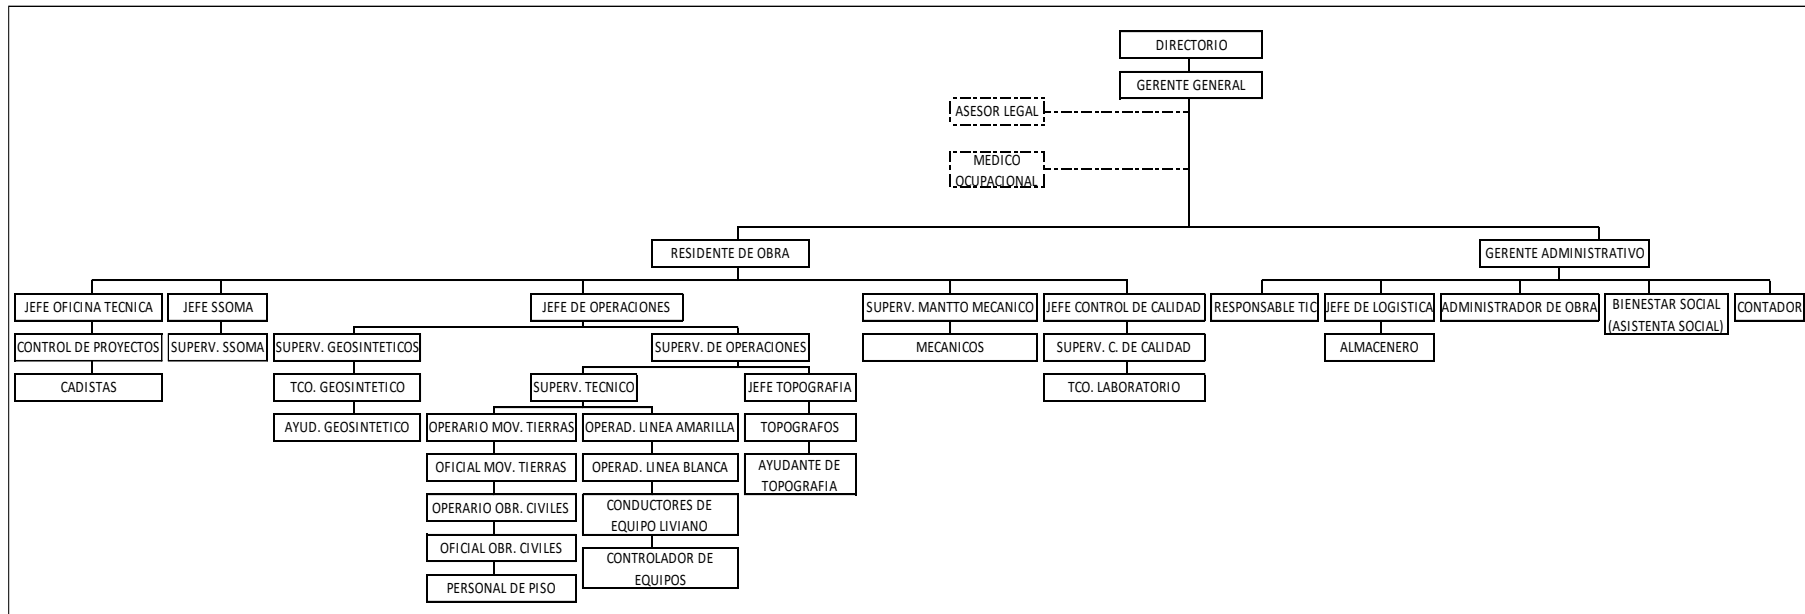 DIRECTORIO
GERENTE GENERAL
ASESOR LEGAL
MEDICO
OCUPACIONAL
RESIDENTE DE OBRA
GERENTE ADMINISTRATIVO
JEFE OFICINA TECNICA
JEFE SSOMA
JEFE DE OPERACIONES
SUPERV. MANTTO MECANICO
JEFE CONTROL DE CALIDAD
RESPONSABLE TIC
JEFE DE LOGISTICA
ADMINISTRADOR DE OBRA
BIENESTAR SOCIAL
(ASISTENTA SOCIAL)
CONTADOR
CONTROL DE PROYECTOS
SUPERV. SSOMA
SUPERV. GEOSINTETICOS
SUPERV. DE OPERACIONES
MECANICOS
SUPERV. C. DE CALIDAD
ALMACENERO
CADISTAS
TCO. GEOSINTETICO
SUPERV. TECNICO
JEFE TOPOGRAFIA
TCO. LABORATORIO
AYUD. GEOSINTETICO
OPERARIO MOV. TIERRAS
OPERAD. LINEA AMARILLA
TOPOGRAFOS
OFICIAL MOV. TIERRAS
OPERAD. LINEA BLANCA
AYUDANTE DE
TOPOGRAFIA
OPERARIO OBR. CIVILES
CONDUCTORES DE
EQUIPO LIVIANO
OFICIAL OBR. CIVILES
CONTROLADOR DE
EQUIPOS
PERSONAL DE PISO